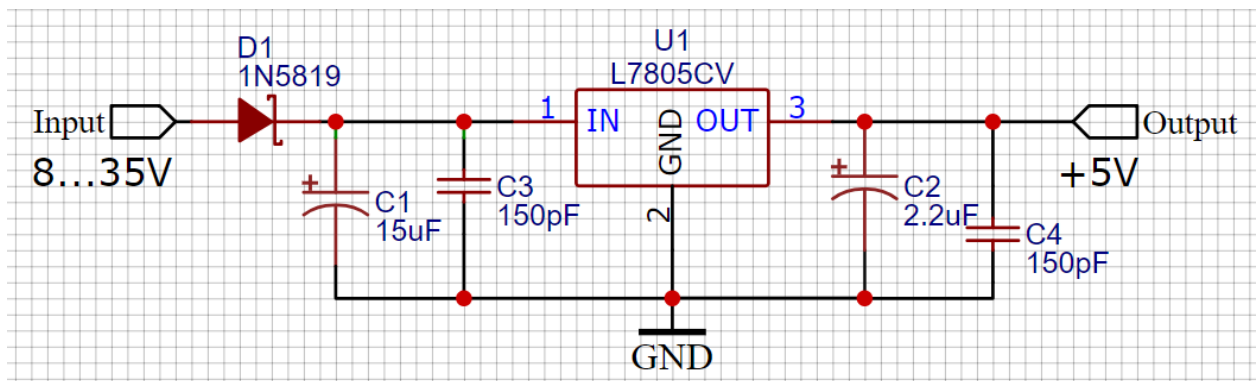 D1
1N5819
U1
L7805CV
Input
8...35V
1
IN
GND
OUT
3
Output
+5V
+
C1
15uF
C3
150pF
2
+
C2
2.2uF
C4
150pF
GND